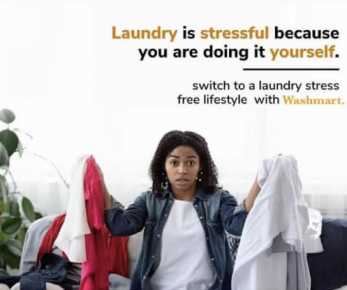 Laundry is stressful because
you are doing it yourself.
switch to a laundry stress
free lifestyle with Washmart.